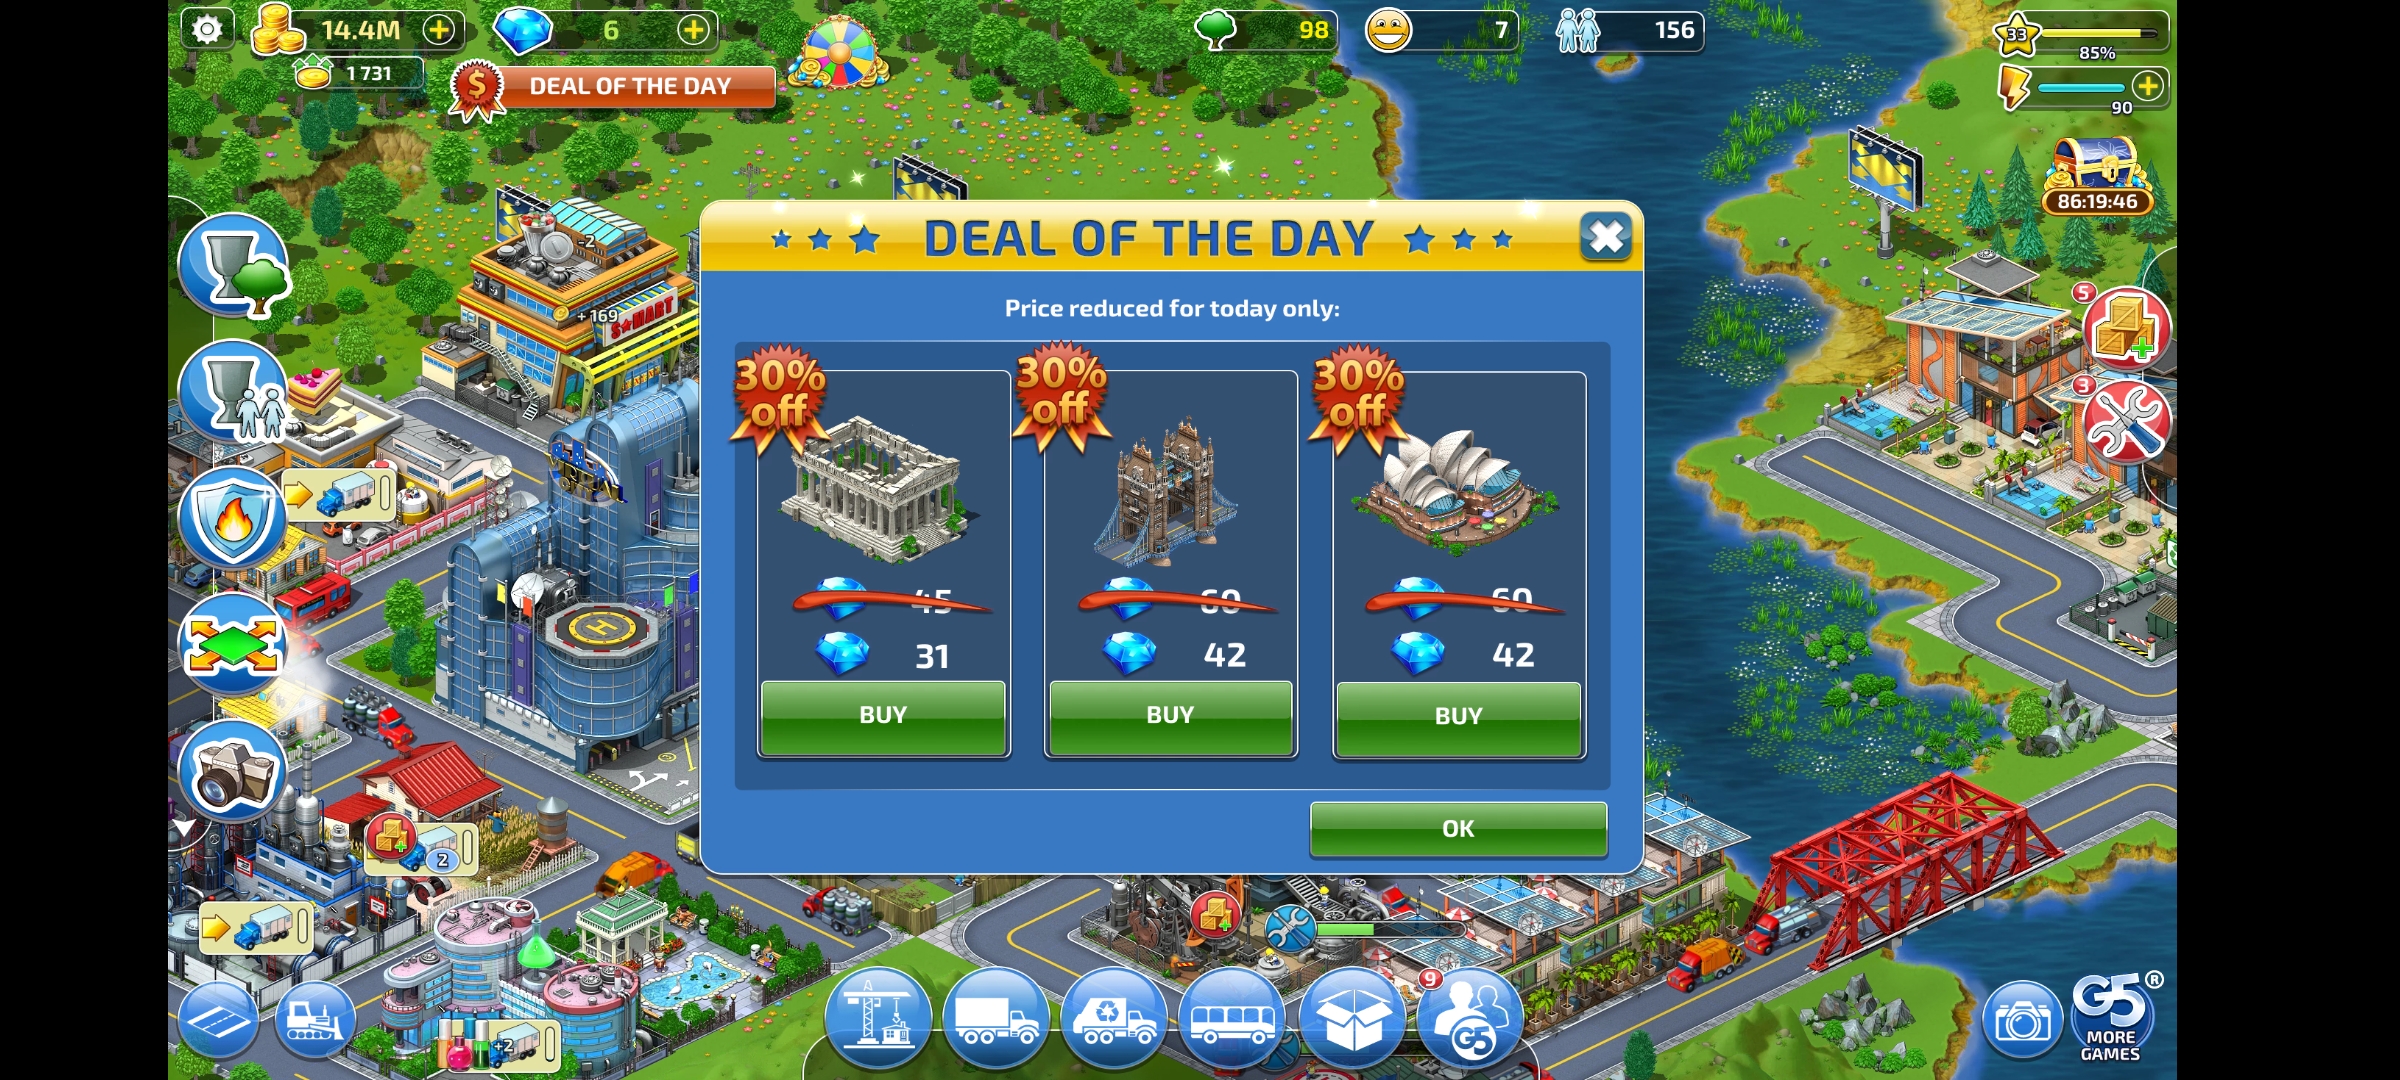 14.4M
6
98
7
156
33
85%
1 731
DEAL OF THE DAY
90
86:19:46
DEAL OF THE DAY
Price reduced for today only:
-2
+169
S★MART
5
3
30% off
30% off
30% off
45
60
60
31
42
42
BUY
BUY
BUY
OK
-1
H
2
+2
9
G5
G5®
MORE
GAMES